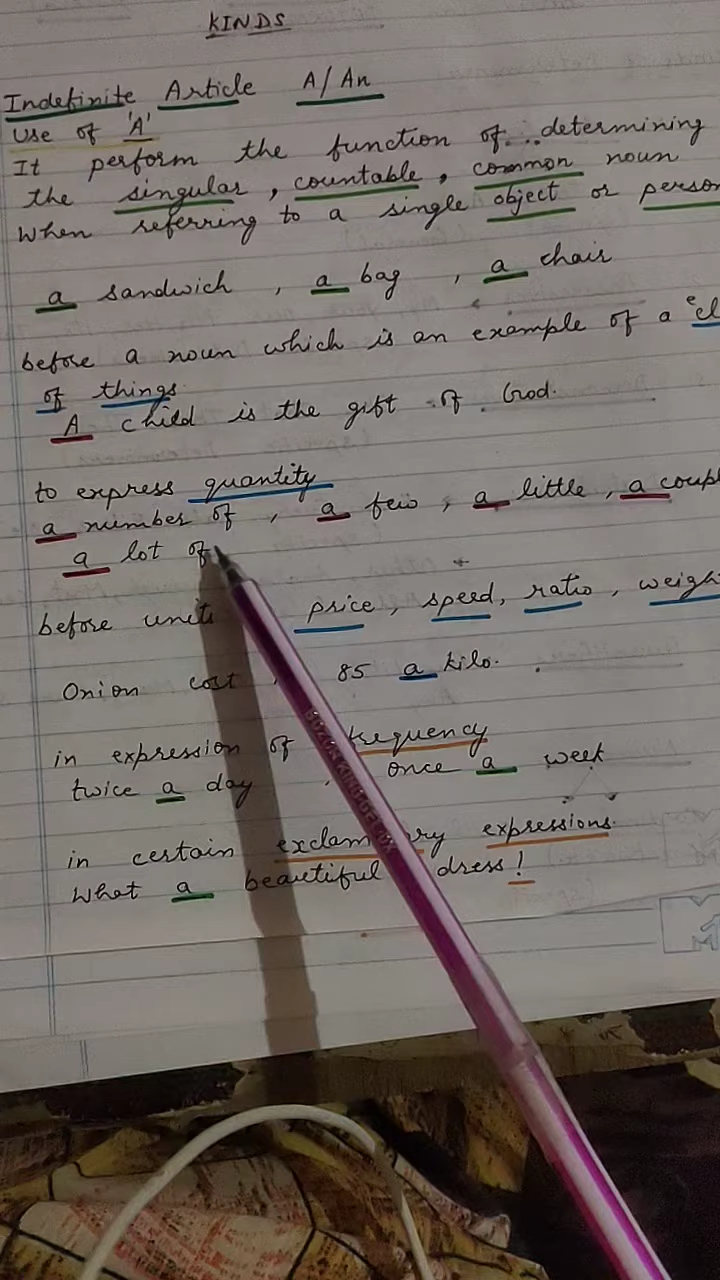 KINDS
Indefinite Article A/An
Use of 'A'
It perform the function of determining
the singular, countable, common noun
When referring to a single object or person
a sandwich, a bag, a chair
before a noun which is an example of a
of things
A child is the gift of God.
to express quantity
a number of, a few, a little, a
a lot of
before unit price, speed, ratio,
Onion cost 85 a kilo.
in expression of frequency
twice a day once a week
in certain expressions.
What a beautiful dress!